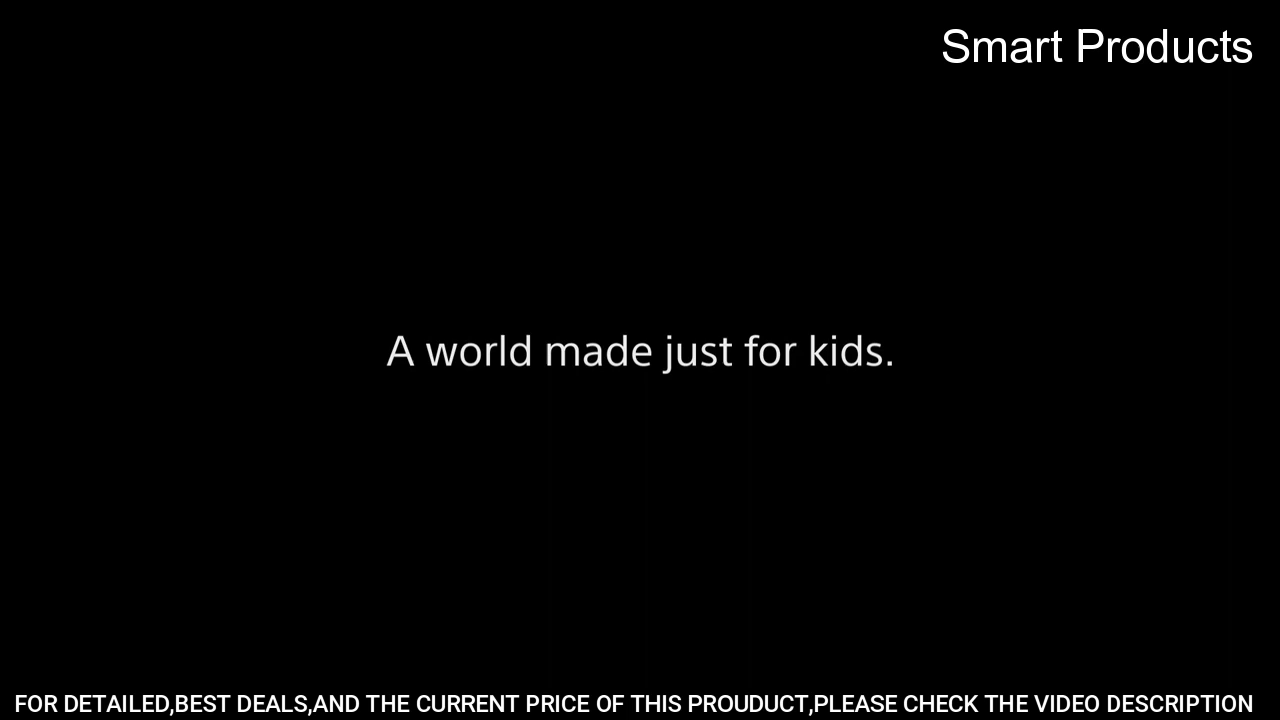 Smart Products
A world made just for kids.
FOR DETAILED,BEST DEALS,AND THE CURRENT PRICE OF THIS PROUDUCT,PLEASE CHECK THE VIDEO DESCRIPTION